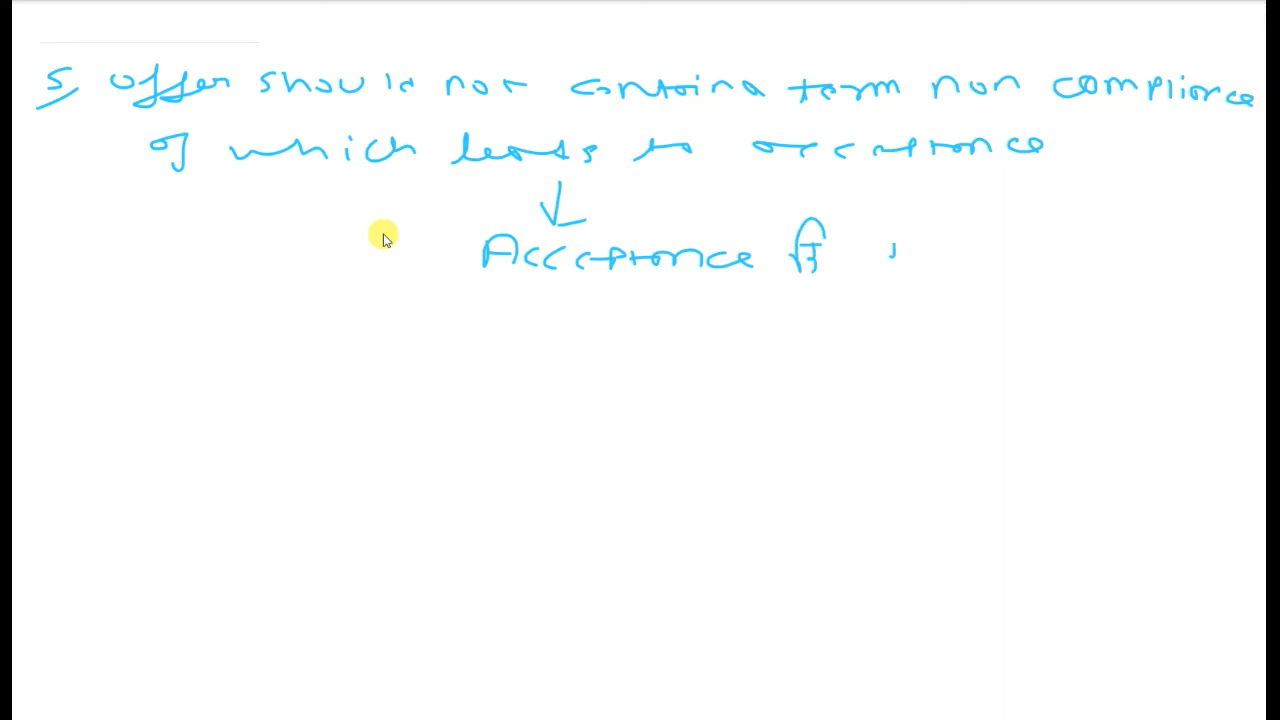 5, offer should not contain a term non compliance
of which leads to acceptance
↓
Acceptance